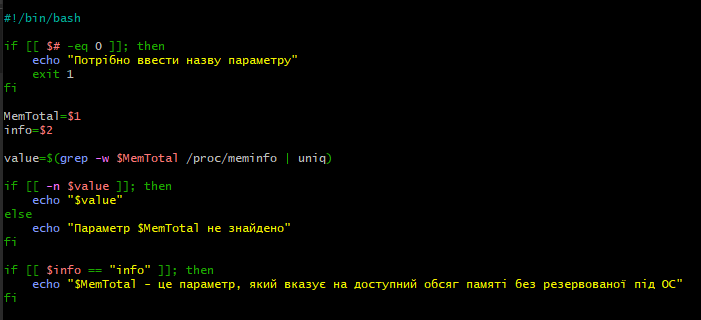 #!/bin/bash

if [[ $# -eq 0 ]]; then
    echo "Потрібно ввести назву параметру"
    exit 1
fi

MemTotal=$1
info=$2

value=$(grep -w $MemTotal /proc/meminfo | uniq)

if [[ -n $value ]]; then
    echo "$value"
else
    echo "Параметр $MemTotal не знайдено"
fi

if [[ $info == "info" ]]; then
    echo "$MemTotal - це параметр, який вказує на доступний обсяг памяті без резервованої під ОС"
fi